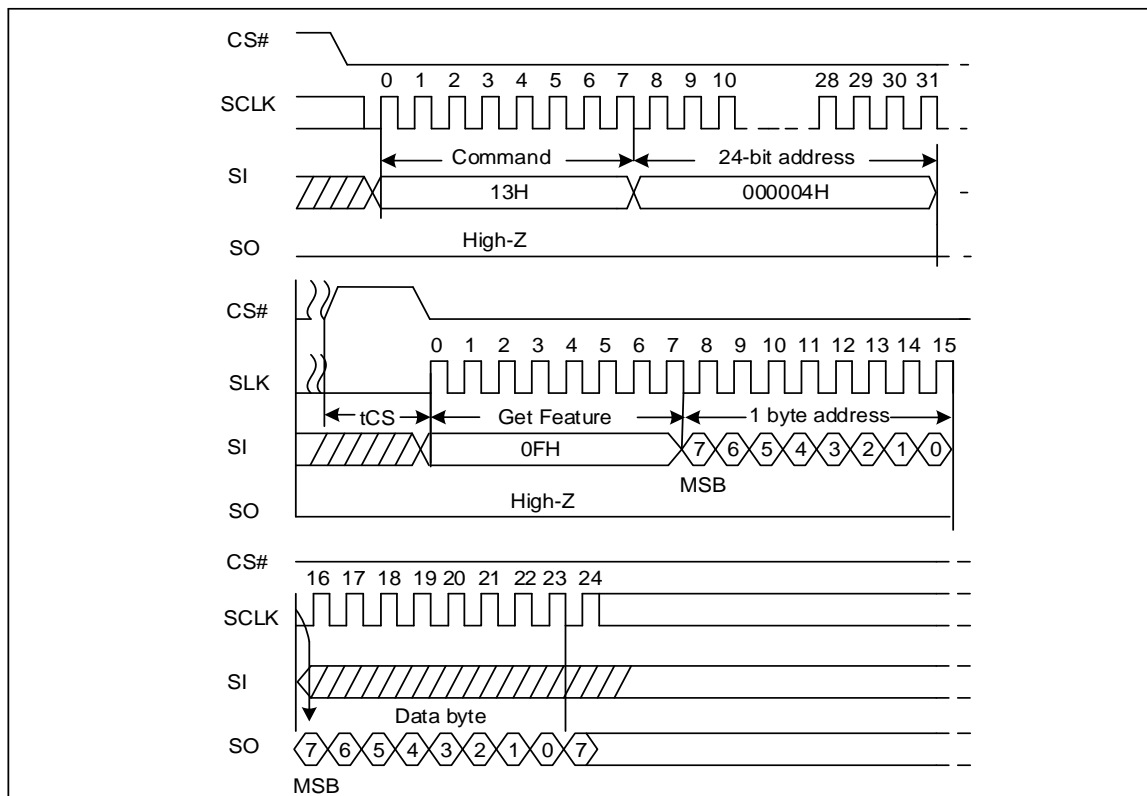 CS#
0 1 2 3 4 5 6 7 8 9 10 28 29 30 31
SCLK
Command 24-bit address
SI
13H 000004H
High-Z
SO
CS#
0 1 2 3 4 5 6 7 8 9 10 11 12 13 14 15
SLK
tCS Get Feature 1 byte address
SI
0FH 7 6 5 4 3 2 1 0
MSB
High-Z
SO
CS#
16 17 18 19 20 21 22 23 24
SCLK
SI
Data byte
SO
7 6 5 4 3 2 1 0 7
MSB